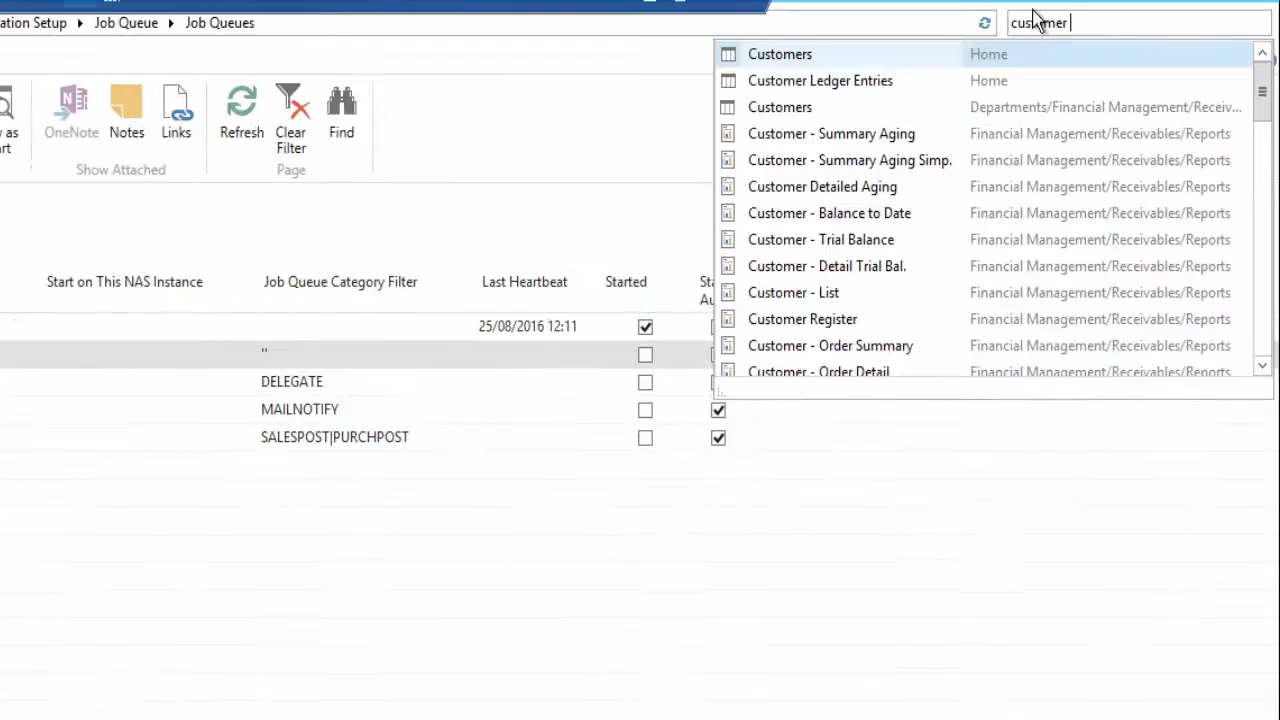 ation Setup ▸ Job Queue ▸ Job Queues
customer
Customers Home
Customer Ledger Entries Home
Customers Departments/Financial Management/Receiv...
Customer - Summary Aging Financial Management/Receivables/Reports
Customer - Summary Aging Simp. Financial Management/Receivables/Reports
Customer Detailed Aging Financial Management/Receivables/Reports
Customer - Balance to Date Financial Management/Receivables/Reports
Customer - Trial Balance Financial Management/Receivables/Reports
Customer - Detail Trial Bal. Financial Management/Receivables/Reports
Customer - List Financial Management/Receivables/Reports
Customer Register Financial Management/Receivables/Reports
Customer - Order Summary Financial Management/Receivables/Reports
Customer - Order Detail Financial Management/Receivables/Reports
w as
art
OneNote
Notes
Links
Show Attached
Refresh
Clear
Filter
Find
Page
Start on This NAS Instance
Job Queue Category Filter
Last Heartbeat
Started
Sta
Au
25/08/2016 12:11
''
DELEGATE
MAILNOTIFY
SALESPOST|PURCHPOST